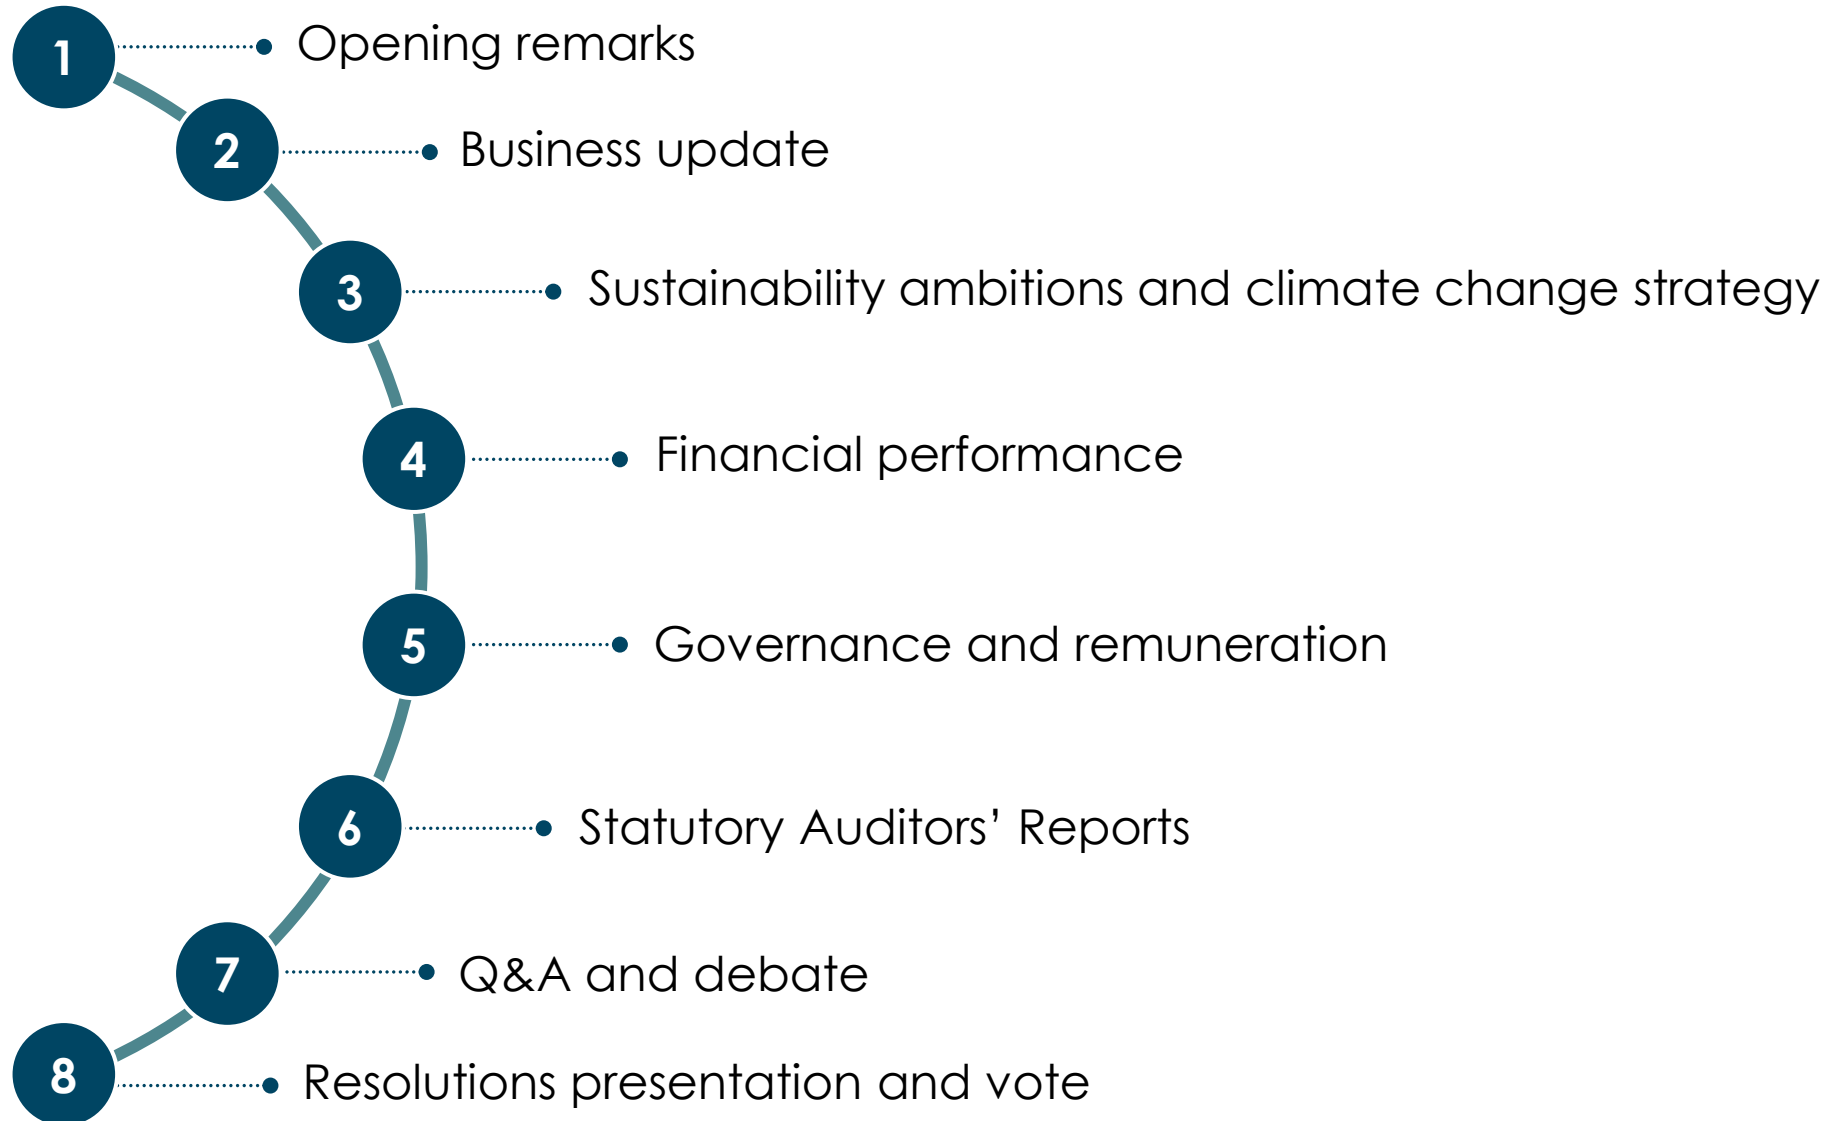 1 Opening remarks
2 Business update
3 Sustainability ambitions and climate change strategy
4 Financial performance
5 Governance and remuneration
6 Statutory Auditors’ Reports
7 Q&A and debate
8 Resolutions presentation and vote